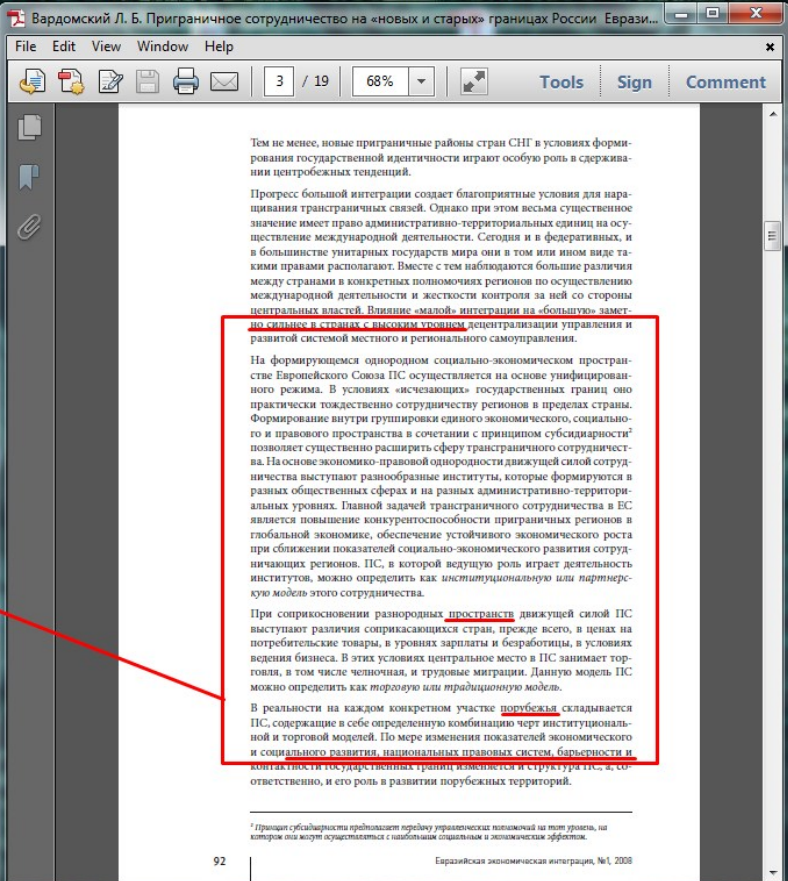 Вардомский Л. Б. Приграничное сотрудничество на «новых и старых» границах России Еврази...
File Edit View Window Help
3 / 19 68% Tools Sign Comment
Тем не менее, новые приграничные районы стран СНГ в условиях форми-
рования государственной идентичности играют особую роль в сдержива-
нии центробежных тенденций.
Прогресс большой интеграции создает благоприятные условия для нара-
щивания трансграничных связей. Однако при этом весьма существенное
значение имеет право административно-территориальных единиц на осу-
ществление международной деятельности. Сегодня и в федеративных, и
в большинстве унитарных государств мира они в том или ином виде та-
кими правами располагают. Вместе с тем наблюдаются большие различия
между странами в конкретных полномочиях регионов по осуществлению
международной деятельности и жесткости контроля за ней со стороны
центральных властей. Влияние «малой» интеграции на «большую» замет-
но сильнее в странах с высоким уровнем децентрализации управления и
развитой системой местного и регионального самоуправления.
На формирующемся однородном социально-экономическом простран-
стве Европейского Союза ПС осуществляется на основе унифицирован-
ного режима. В условиях «исчезающих» государственных границ оно
практически тождественно сотрудничеству регионов в пределах страны.
Формирование внутри группировки единого экономического, социально-
го и правового пространства в сочетании с принципом субсидиарности²
позволяет существенно расширить сферу трансграничного сотрудничест-
ва. На основе экономико-правовой однородности движущей силой сотруд-
ничества выступают разнообразные институты, которые формируются в
разных общественных сферах и на разных административно-территори-
альных уровнях. Главной задачей трансграничного сотрудничества в ЕС
является повышение конкурентоспособности приграничных регионов в
глобальной экономике, обеспечение устойчивого экономического роста
при сближении показателей социально-экономического развития сотруд-
ничающих регионов. ПС, в которой ведущую роль играет деятельность
институтов, можно определить как институциональную или партнерс-
кую модель этого сотрудничества.
При соприкосновении разнородных пространств движущей силой ПС
выступают различия соприкасающихся стран, прежде всего, в ценах на
потребительские товары, в уровнях зарплаты и безработицы, в условиях
ведения бизнеса. В этих условиях центральное место в ПС занимает тор-
говля, в том числе челночная, и трудовые миграции. Данную модель ПС
можно определить как торговую или традиционную модель.
В реальности на каждом конкретном участке порубежья складывается
ПС, содержащие в себе определенную комбинацию черт институциональ-
ной и торговой моделей. По мере изменения показателей экономического
и социального развития, национальных правовых систем, барьерности и
контактности государственных границ изменяется и структура ПС, а, со-
ответственно, и его роль в развитии порубежных территорий.
² Принцип субсидиарности предполагает передачу управленческих полномочий на тот уровень, на
котором они могут осуществляться с наибольшим социальным и экономическим эффектом.
92 Евразийская экономическая интеграция, №1, 2008